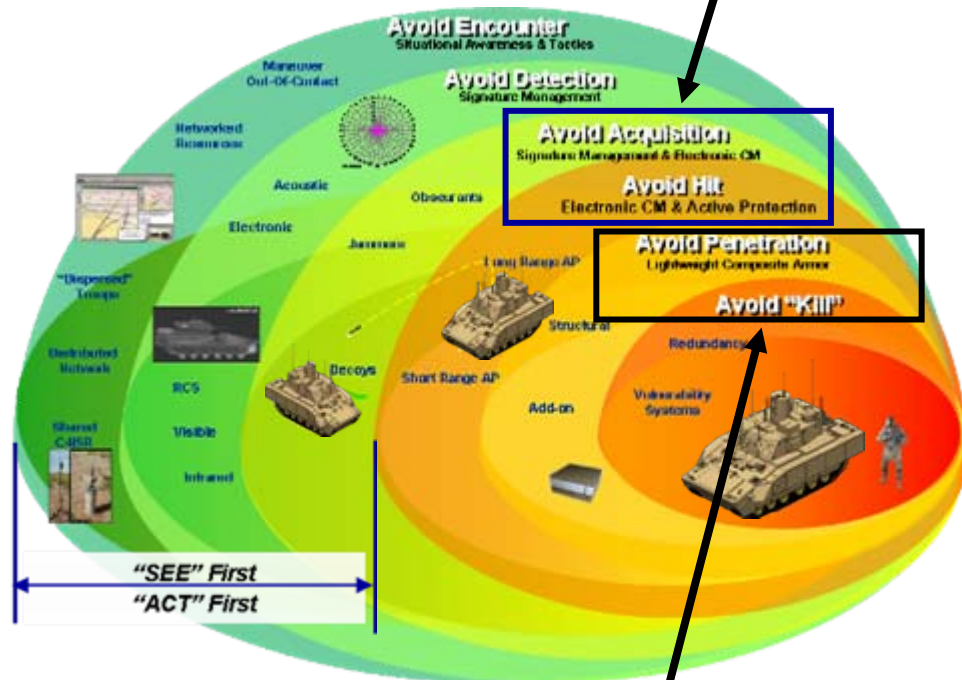 Avoid Encounter
Situational Awareness & Tactics
Maneuver
Out-Of-Contact
Avoid Detection
Signature Management
Networked
Resources
Avoid Acquisition
Signature Management & Electronic CM
Acoustic
Obscurants
Avoid Hit
Electronic CM & Active Protection
Electronic
Jammers
Avoid Penetration
Lightweight Composite Armor
Long Range AP
"Dispersed"
Troops
Avoid "Kill"
Structural
Redundancy
Distributed
Network
Decoys
Short Range AP
RCS
Add-on
Vulnerability
Systems
Shared
C4ISR
Visible
Infrared
"SEE" First
"ACT" First